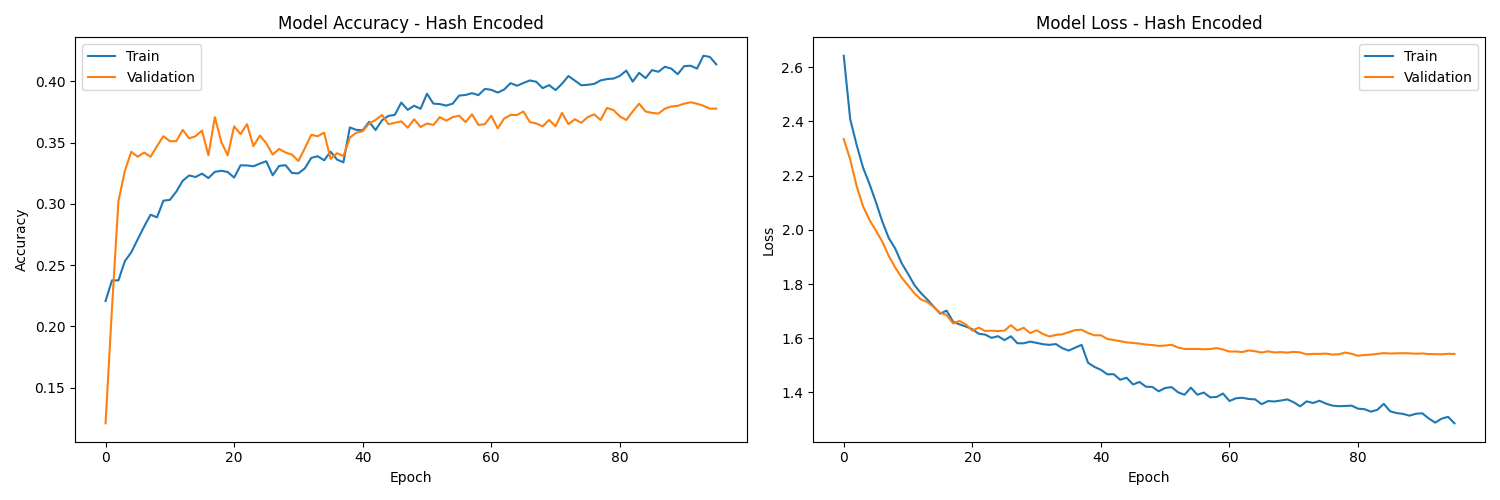 Model Accuracy - Hash Encoded
Train
Validation
0.40
0.35
0.30
0.25
0.20
0.15
Accuracy
0 20 40 60 80
Epoch
Model Loss - Hash Encoded
Train
Validation
2.6
2.4
2.2
2.0
1.8
1.6
1.4
Loss
0 20 40 60 80
Epoch